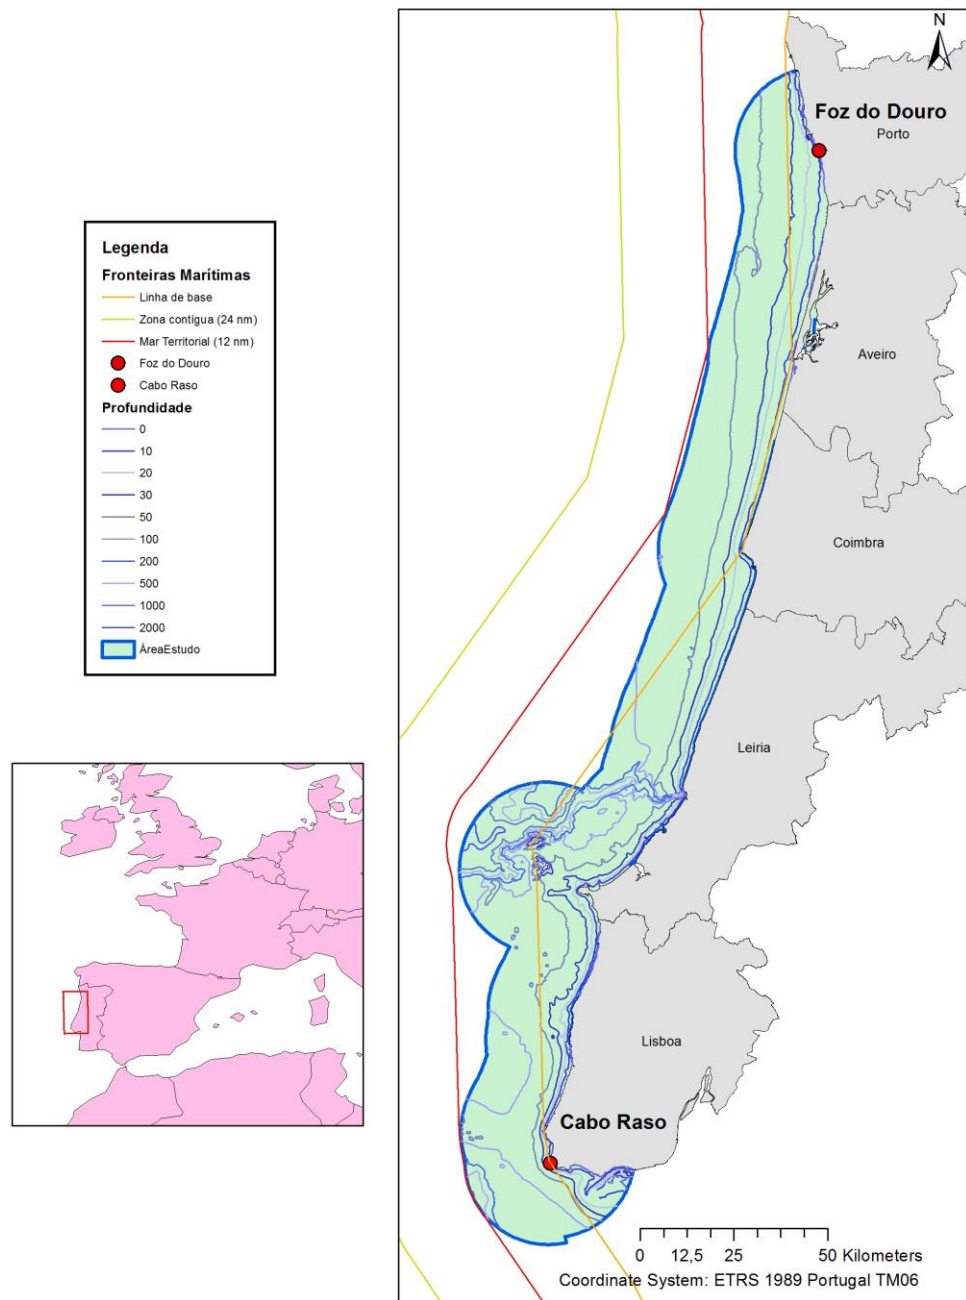 N
Foz do Douro
Porto
Legenda
Fronteiras Marítimas
Linha de base
Zona contígua (24 nm)
Mar Territorial (12 nm)
Foz do Douro
Cabo Raso
Profundidade
0
10
20
30
50
100
200
500
1000
2000
ÁreaEstudo
Aveiro
Coimbra
Leiria
Lisboa
Cabo Raso
0 12,5 25 50 Kilometers
Coordinate System: ETRS 1989 Portugal TM06